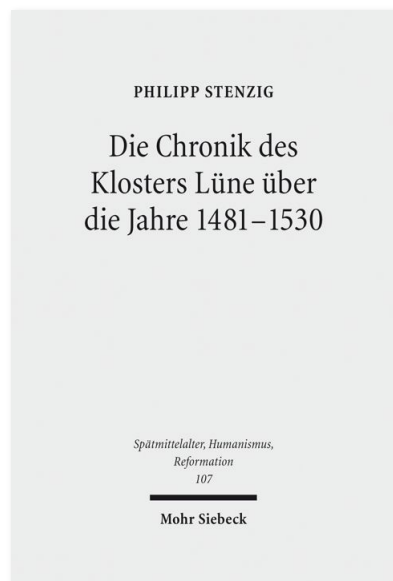 PHILIPP STENZIG
Die Chronik des
Klosters Lüne über
die Jahre 1481–1530
Spätmittelalter, Humanismus,
Reformation
107
Mohr Siebeck